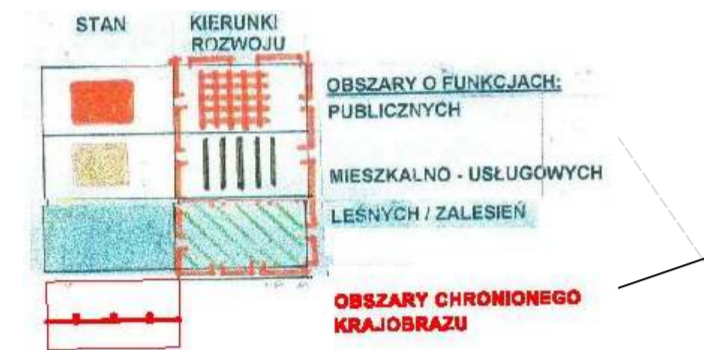 STAN
KIERUNKI
ROZWOJU
OBSZARY O FUNKCJACH:
PUBLICZNYCH
MIESZKALNO - USŁUGOWYCH
LEŚNYCH / ZALESIEŃ
OBSZARY CHRONIONEGO
KRAJOBRAZU